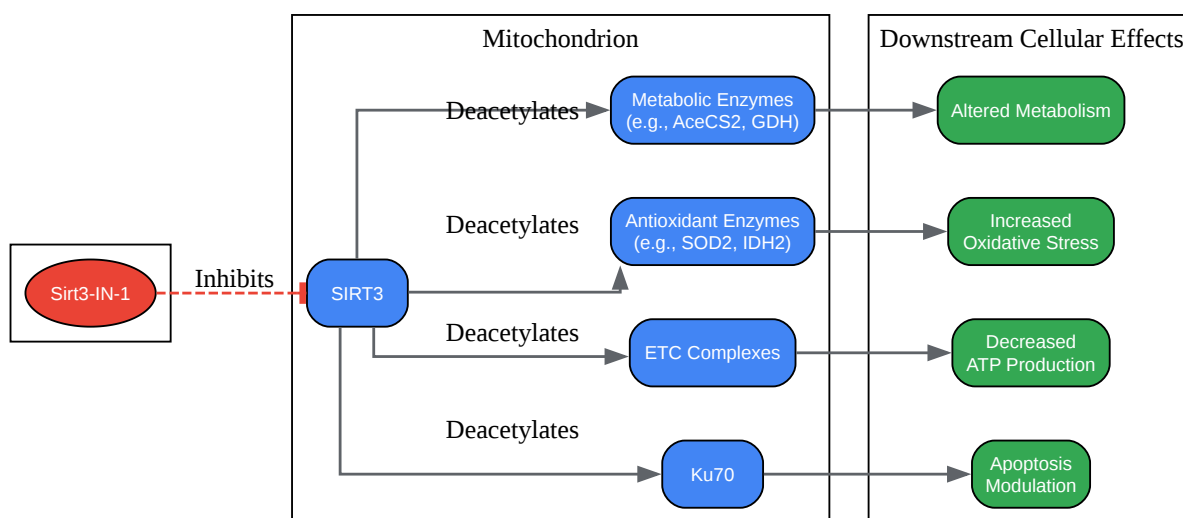 Mitochondrion
Downstream Cellular Effects
Deacetylates
Metabolic Enzymes
(e.g., AceCS2, GDH)
Altered Metabolism
Deacetylates
Antioxidant Enzymes
(e.g., SOD2, IDH2)
Increased
Oxidative Stress
Sirt3-IN-1
Inhibits
SIRT3
Deacetylates
ETC Complexes
Decreased
ATP Production
Deacetylates
Ku70
Apoptosis
Modulation